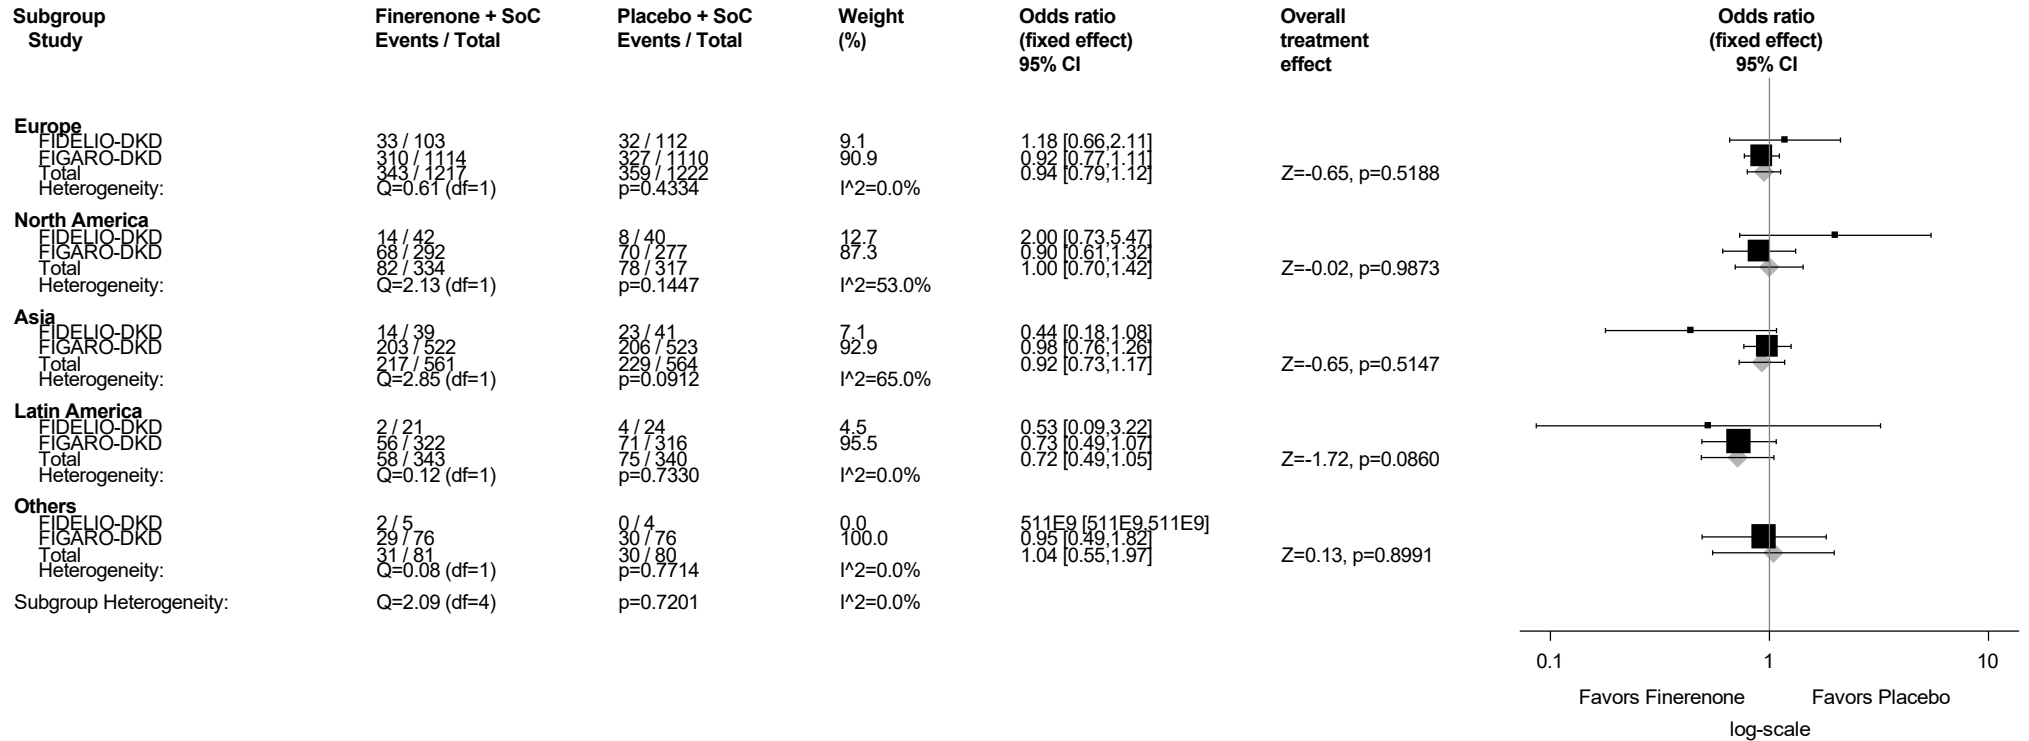 Subgroup Finerenone + SoC Placebo + SoC Weight Odds ratio Overall Odds ratio
Study Events / Total Events / Total (%) (fixed effect) treatment (fixed effect)
95% CI effect 95% CI
Europe
FIDELIO-DKD 33 / 103 32 / 112 9.1 1.18 [0.66,2.11]
FIGARO-DKD 310 / 1114 327 / 1110 90.9 0.92 [0.77,1.11]
Total 343 / 1217 359 / 1222 0.94 [0.79,1.12] Z=-0.65, p=0.5188
Heterogeneity: Q=0.61 (df=1) p=0.4334 I^2=0.0%
North America
FIDELIO-DKD 14 / 42 8 / 40 12.7 2.00 [0.73,5.47]
FIGARO-DKD 68 / 292 70 / 277 87.3 0.90 [0.61,1.32]
Total 82 / 334 78 / 317 1.00 [0.70,1.42] Z=-0.02, p=0.9873
Heterogeneity: Q=2.13 (df=1) p=0.1447 I^2=53.0%
Asia
FIDELIO-DKD 14 / 39 23 / 41 7.1 0.44 [0.18,1.08]
FIGARO-DKD 203 / 522 206 / 523 92.9 0.98 [0.76,1.26]
Total 217 / 561 229 / 564 0.92 [0.73,1.17] Z=-0.65, p=0.5147
Heterogeneity: Q=2.85 (df=1) p=0.0912 I^2=65.0%
Latin America
FIDELIO-DKD 2 / 21 4 / 24 4.5 0.53 [0.09,3.22]
FIGARO-DKD 56 / 322 71 / 316 95.5 0.73 [0.49,1.07]
Total 58 / 343 75 / 340 0.72 [0.49,1.05] Z=-1.72, p=0.0860
Heterogeneity: Q=0.12 (df=1) p=0.7330 I^2=0.0%
Others
FIDELIO-DKD 2 / 5 0 / 4 0.0 511E9 [511E9,511E9]
FIGARO-DKD 29 / 76 30 / 76 100.0 0.95 [0.49,1.82]
Total 31 / 81 30 / 80 1.04 [0.55,1.97] Z=0.13, p=0.8991
Heterogeneity: Q=0.08 (df=1) p=0.7714 I^2=0.0%
Subgroup Heterogeneity: Q=2.09 (df=4) p=0.7201 I^2=0.0%
0.1 1 10
Favors Finerenone Favors Placebo
log-scale